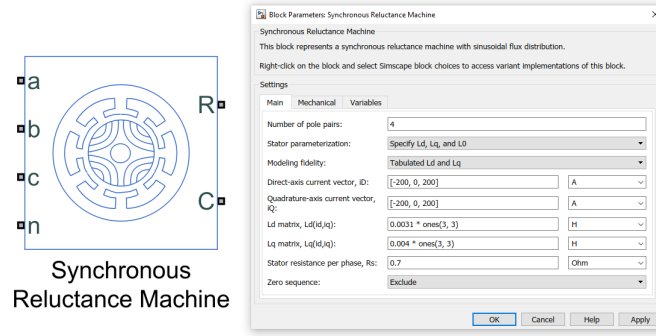 a
b
c
n
R
C
Synchronous
Reluctance Machine
Block Parameters: Synchronous Reluctance Machine
Synchronous Reluctance Machine
This block represents a synchronous reluctance machine with sinusoidal flux distribution.
Right-click on the block and select Simscape block choices to access variant implementations of this block.
Settings
Main Mechanical Variables
Number of pole pairs: 4
Stator parameterization: Specify Ld, Lq, and L0
Modeling fidelity: Tabulated Ld and Lq
Direct-axis current vector, iD: [-200, 0, 200] A
Quadrature-axis current vector,
iQ: [-200, 0, 200] A
Ld matrix, Ld(id,iq): 0.0031 * ones(3, 3) H
Lq matrix, Lq(id,iq): 0.004 * ones(3, 3) H
Stator resistance per phase, Rs: 0.7 Ohm
Zero sequence: Exclude
OK Cancel Help Apply